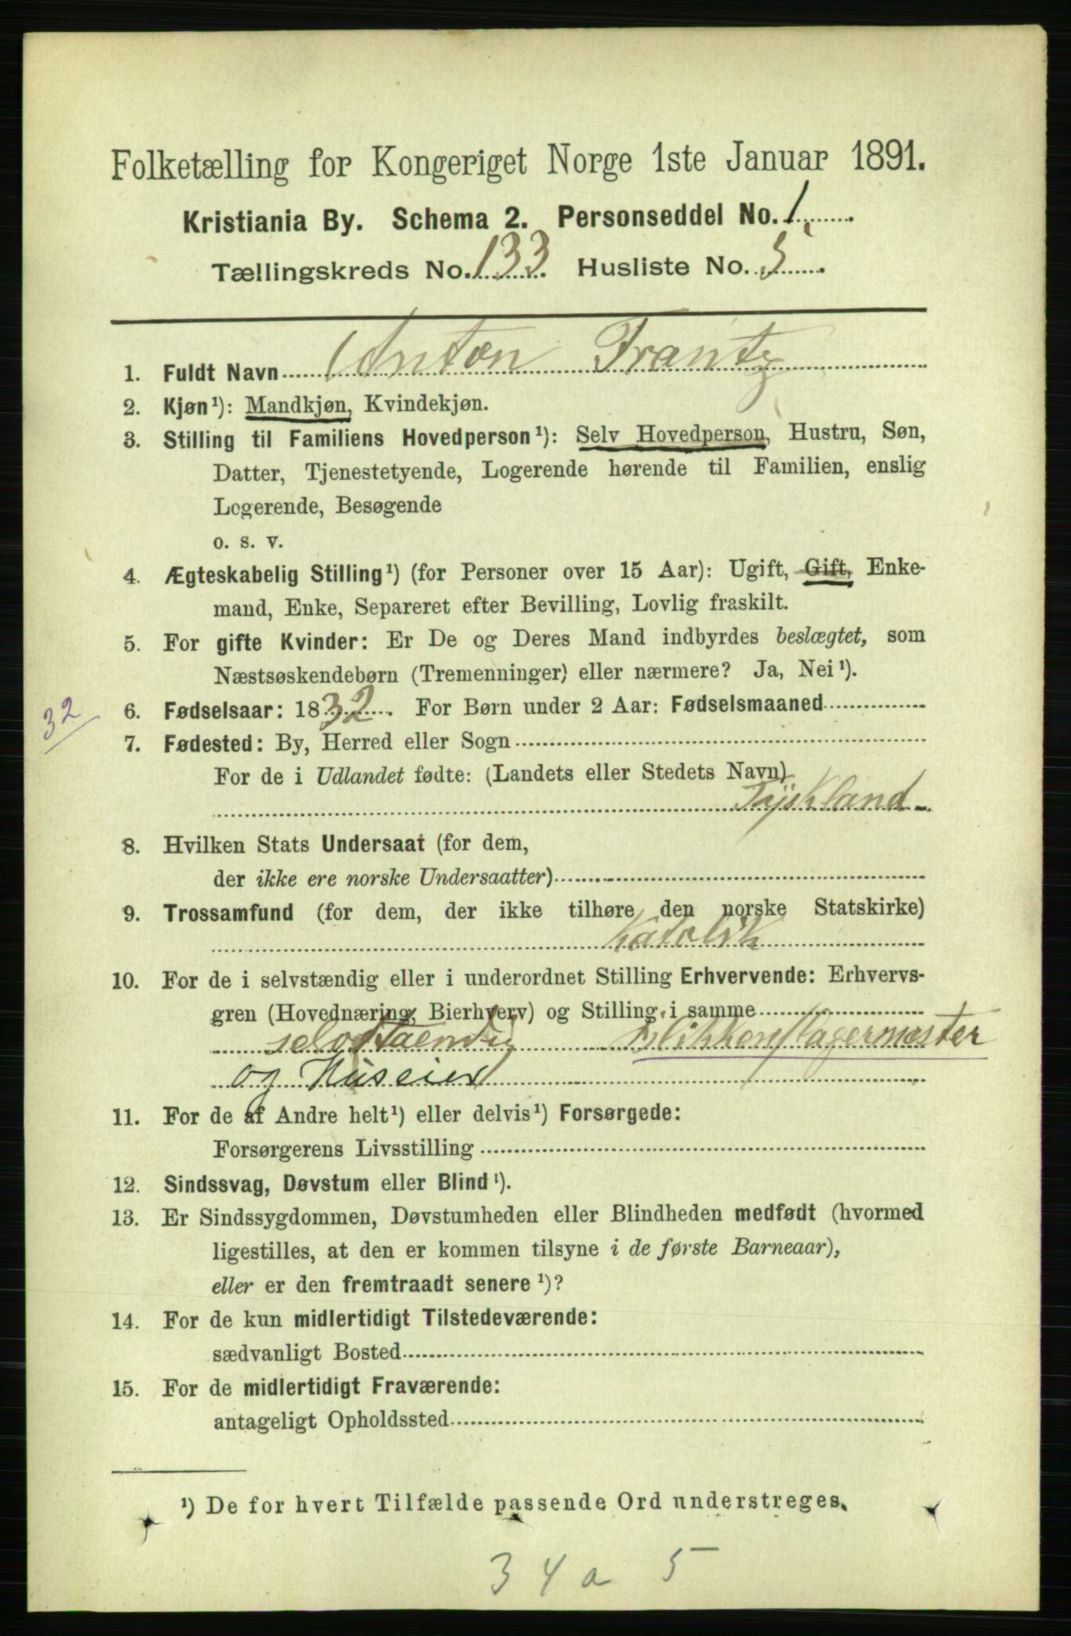 Folketælling for Kongeriget Norge 1ste Januar 1891.
Kristiania By. Schema 2. Personseddel No. 1.
Tællingskreds No. 133. Husliste No. 5.
1. Fuldt Navn Anton Frantz
2. Kjøn¹): Mandkjøn, Kvindekjøn.
3. Stilling til Familiens Hovedperson¹): Selv Hovedperson, Hustru, Søn,
Datter, Tjenestetyende, Logerende hørende til Familien, enslig
Logerende, Besøgende
o. s. v.
4. Ægteskabelig Stilling¹) (for Personer over 15 Aar): Ugift, Gift, Enke-
mand, Enke, Separeret efter Bevilling, Lovlig fraskilt.
5. For gifte Kvinder: Er De og Deres Mand indbyrdes beslægtet, som
Næstsøskendebørn (Tremenninger) eller nærmere? Ja, Nei¹).
32
6. Fødselsaar: 1832. For Børn under 2 Aar: Fødselsmaaned
7. Fødested: By, Herred eller Sogn
For de i Udlandet fødte: (Landets eller Stedets Navn)
Tyskland
8. Hvilken Stats Undersaat (for dem,
der ikke ere norske Undersaatter)
9. Trossamfund (for dem, der ikke tilhøre den norske Statskirke)
Katolik
10. For de i selvstændig eller i underordnet Stilling Erhvervende: Erhvervs-
gren (Hovednæring, Bierhverv) og Stilling i samme
selvstændig Blikkenslagermester
og Huseier
11. For de af Andre helt¹) eller delvis¹) Forsørgede:
Forsørgerens Livsstilling
12. Sindssvag, Døvstum eller Blind¹).
13. Er Sindssygdommen, Døvstumheden eller Blindheden medfødt (hvormed
ligestilles, at den er kommen tilsyne i de første Barneaar),
eller er den fremtraadt senere¹)?
14. For de kun midlertidigt Tilstedeværende:
sædvanligt Bosted
15. For de midlertidigt Fraværende:
antageligt Opholdssted
¹) De for hvert Tilfælde passende Ord understreges.
34 a 5